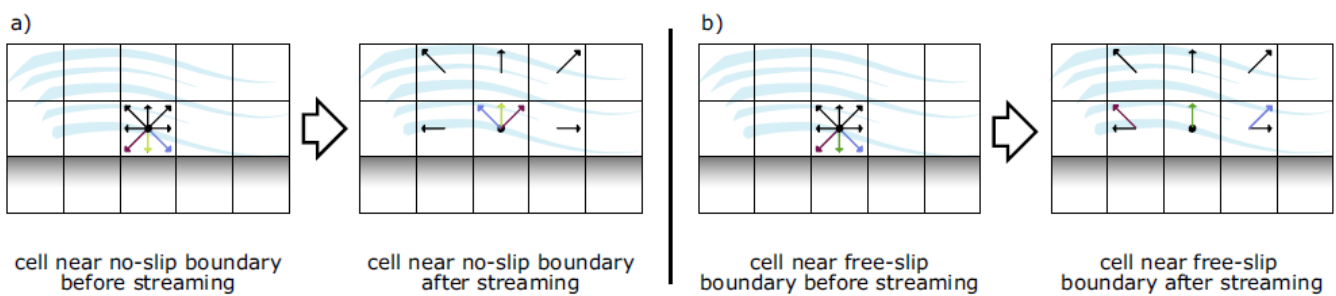 a)
b)
cell near no-slip boundary
before streaming
cell near no-slip boundary
after streaming
cell near free-slip
boundary before streaming
cell near free-slip
boundary after streaming